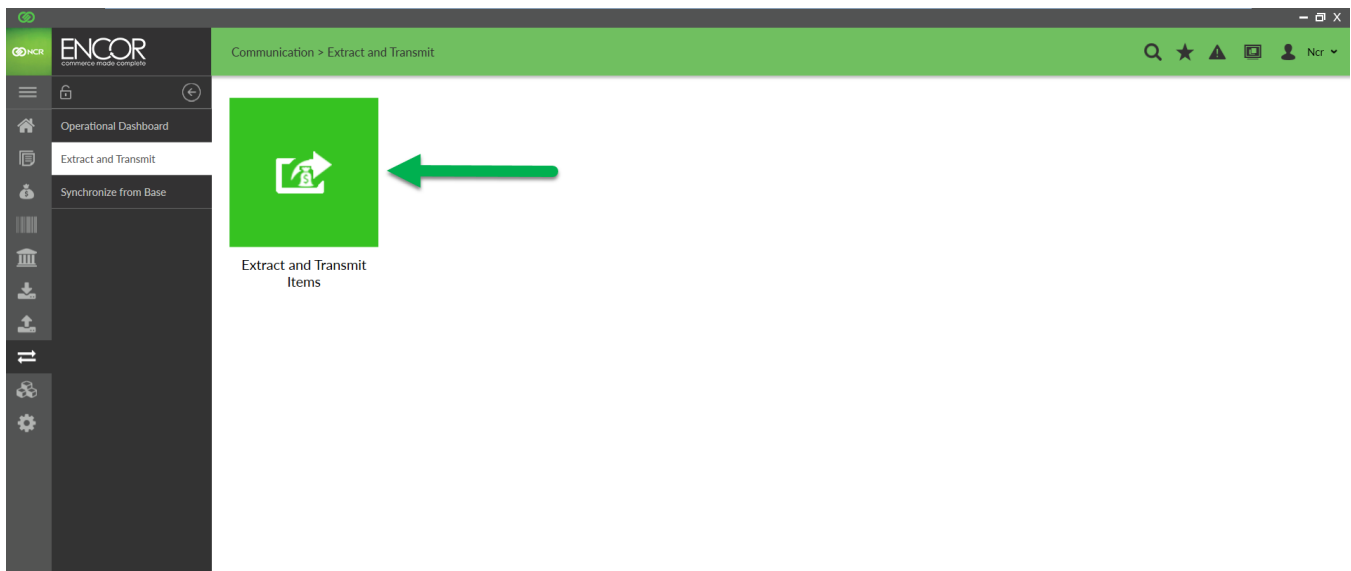 NCR
ENCOR
commerce made complete
Communication > Extract and Transmit
Ncr
Operational Dashboard
Extract and Transmit
Synchronize from Base
$
$
Extract and Transmit
Items